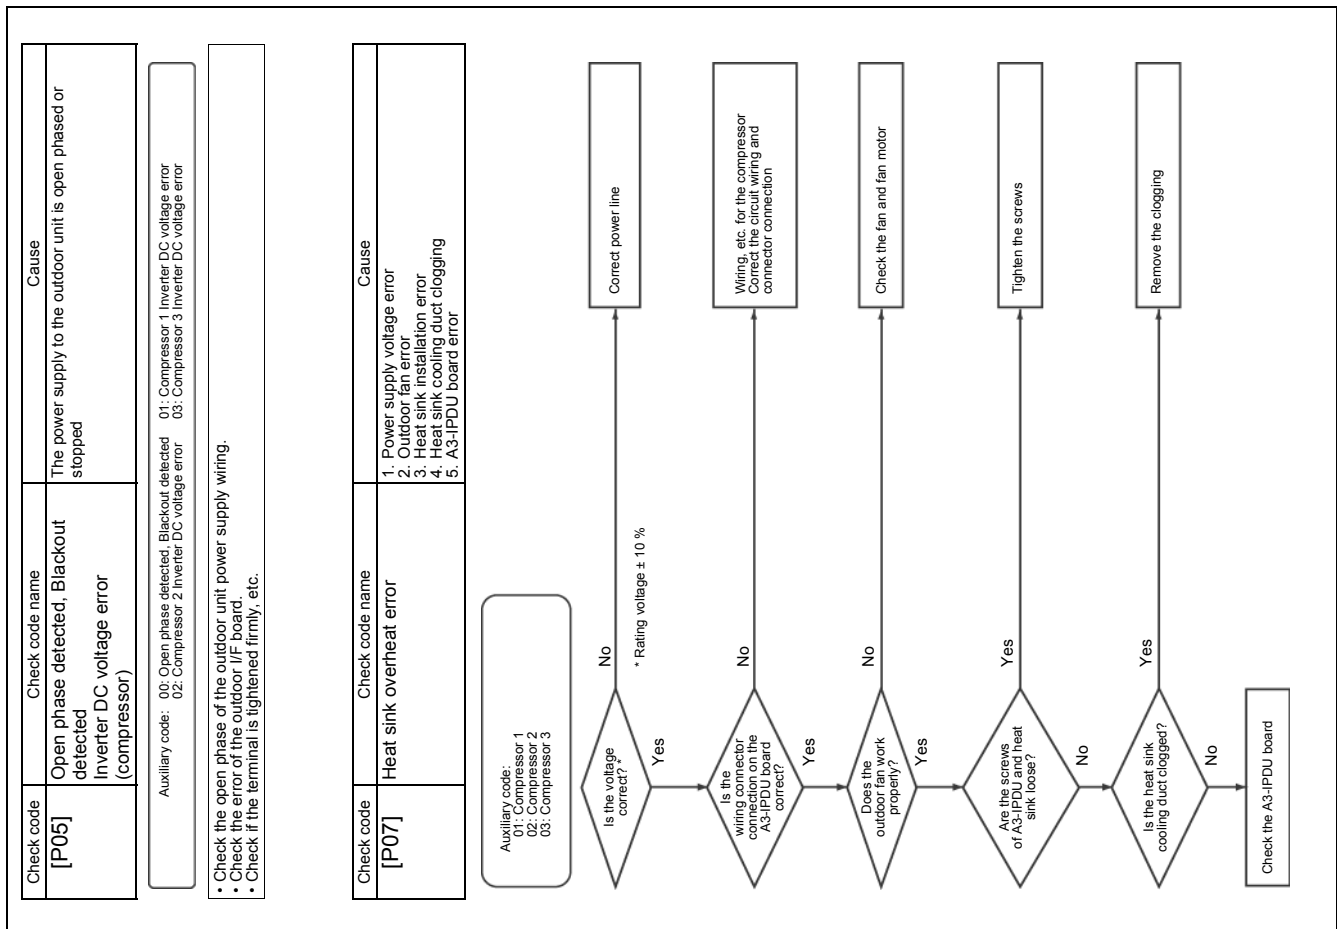 Check code
Check code name
Cause
[P05]
Open phase detected, Blackout
detected
Inverter DC voltage error
(compressor)
The power supply to the outdoor unit is open phased or
stopped
Auxiliary code: 00: Open phase detected, Blackout detected 01: Compressor 1 Inverter DC voltage error
02: Compressor 2 Inverter DC voltage error 03: Compressor 3 Inverter DC voltage error
• Check the open phase of the outdoor unit power supply wiring.
• Check the error of the outdoor I/F board.
• Check if the terminal is tightened firmly, etc.
Check code
Check code name
Cause
[P07]
Heat sink overheat error
1. Power supply voltage error
2. Outdoor fan error
3. Heat sink installation error
4. Heat sink cooling duct clogging
5. A3-IPDU board error
Auxiliary code:
01: Compressor 1
02: Compressor 2
03: Compressor 3
Is the voltage
correct? *
No
* Rating voltage ± 10 %
Correct power line
Yes
Is the
wiring connector
connection on the
A3-IPDU board
correct?
No
Wiring, etc. for the compressor
Correct the circuit wiring and
connector connection
Yes
Does the
outdoor fan work
properly?
No
Check the fan and fan motor
Yes
Are the screws
of A3-IPDU and heat
sink loose?
Yes
Tighten the screws
No
Is the heat sink
cooling duct clogged?
Yes
Remove the clogging
No
Check the A3-IPDU board